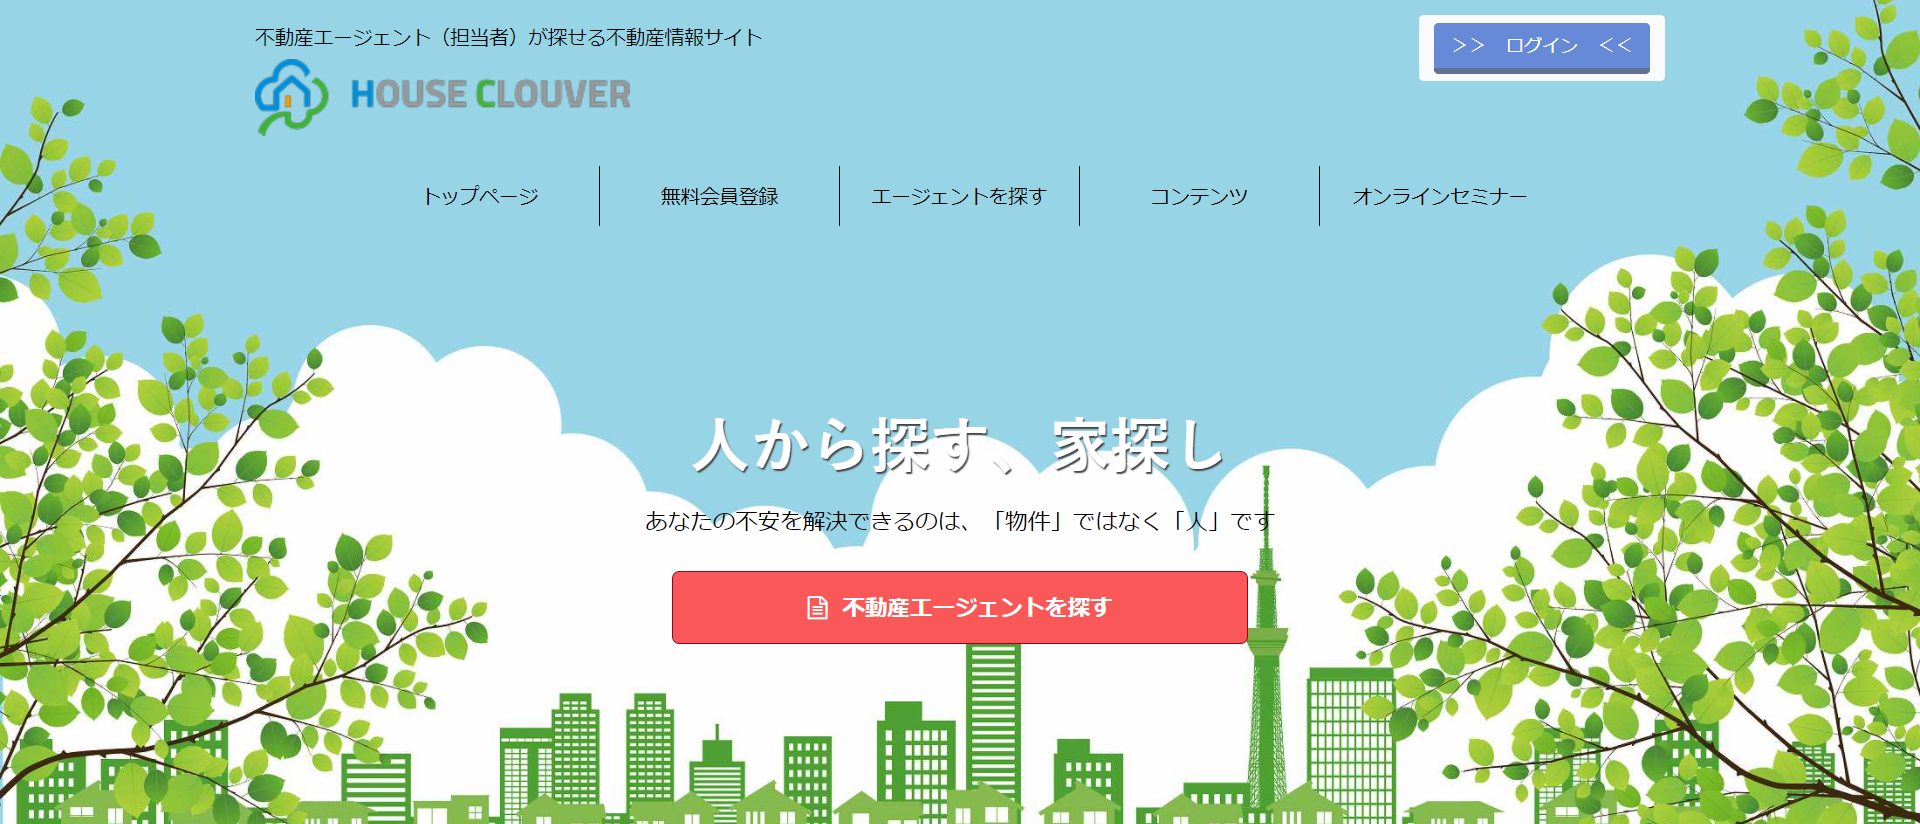 不動産エージェント（担当者）が探せる不動産情報サイト
>>　ログイン　<<
HOUSE CLOUVER
トップページ
無料会員登録
エージェントを探す
コンテンツ
オンラインセミナー
人から探す、家探し
あなたの不安を解決できるのは、「物件」ではなく「人」です
不動産エージェントを探す